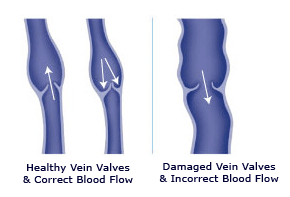 Healthy Vein Valves
& Correct Blood Flow
Damaged Vein Valves
& Incorrect Blood Flow